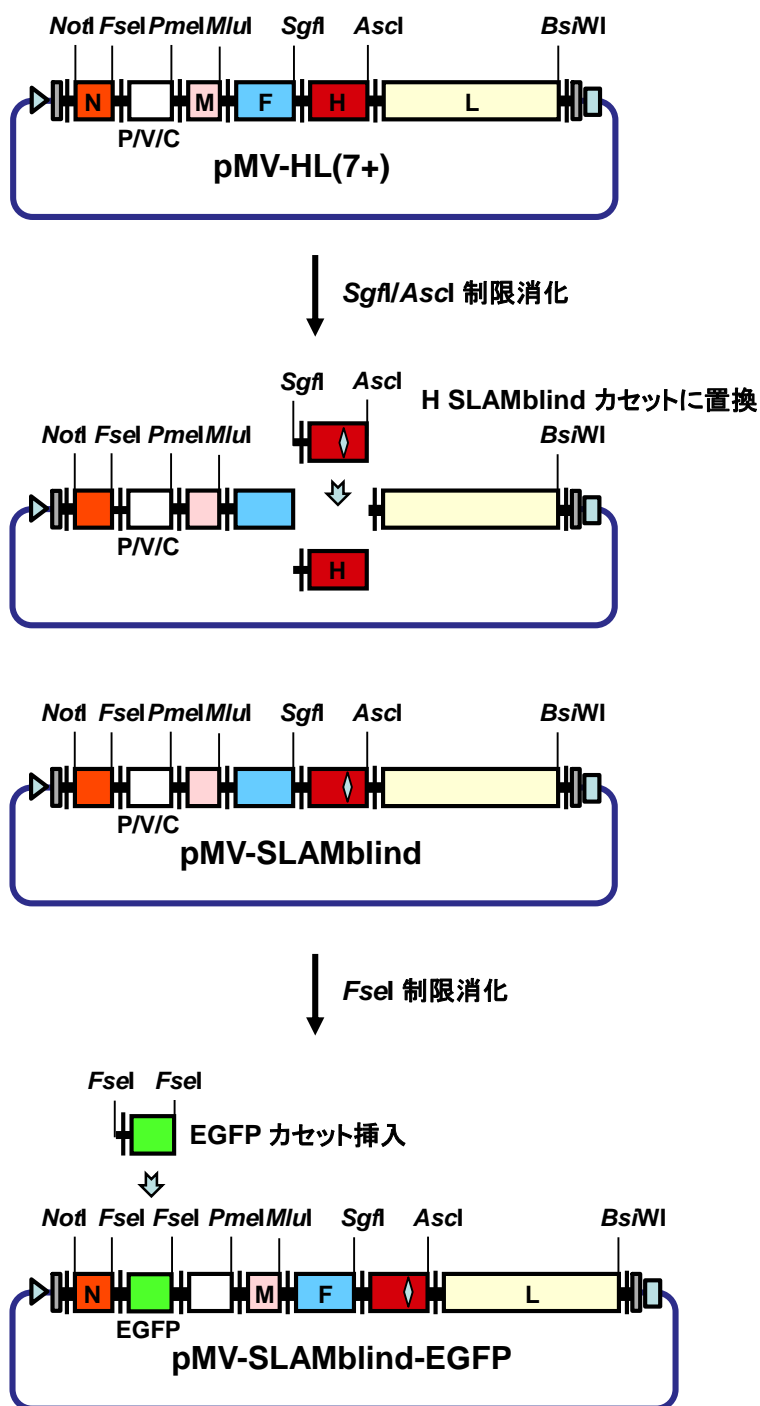 NotI FseI PmeI MluI SgfI AscI BsiWI
N M F H L
P/V/C
pMV-HL(7+)
SgfI/AscI 制限消化
SgfI AscI
H SLAMblind カセットに置換
NotI FseI PmeI MluI BsiWI
P/V/C
H
NotI FseI PmeI MluI SgfI AscI BsiWI
P/V/C
pMV-SLAMblind
FseI 制限消化
FseI FseI
EGFP カセット挿入
NotI FseI FseI PmeI MluI SgfI AscI BsiWI
N M F L
EGFP
pMV-SLAMblind-EGFP